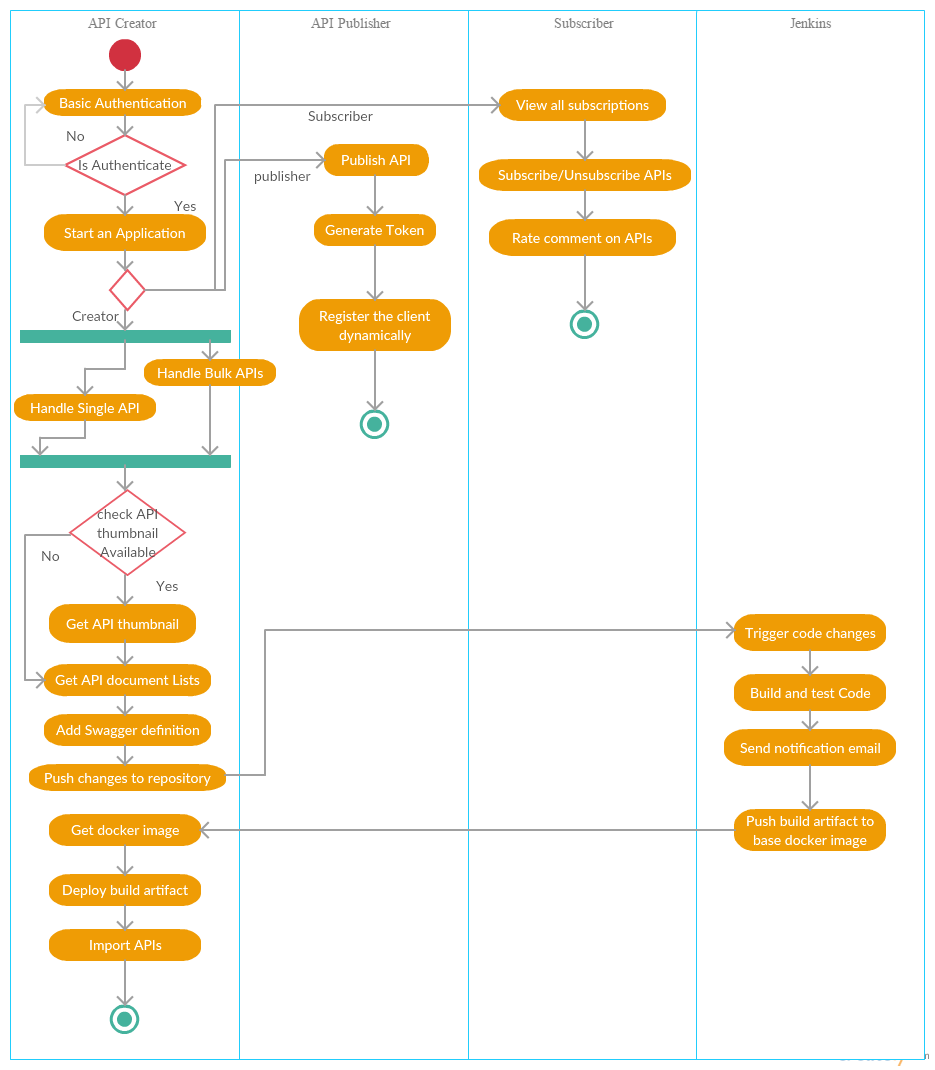 API Creator
API Publisher
Subscriber
Jenkins
Basic Authentication
No
Is Authenticate
Yes
Start an Application
Creator
Handle Bulk APIs
Handle Single API
check API
thumbnail
Available
No
Yes
Get API thumbnail
Get API document Lists
Add Swagger definition
Push changes to repository
Get docker image
Deploy build artifact
Import APIs
Subscriber
publisher
Publish API
Generate Token
Register the client
dynamically
View all subscriptions
Subscribe/Unsubscribe APIs
Rate comment on APIs
Trigger code changes
Build and test Code
Send notification email
Push build artifact to
base docker image